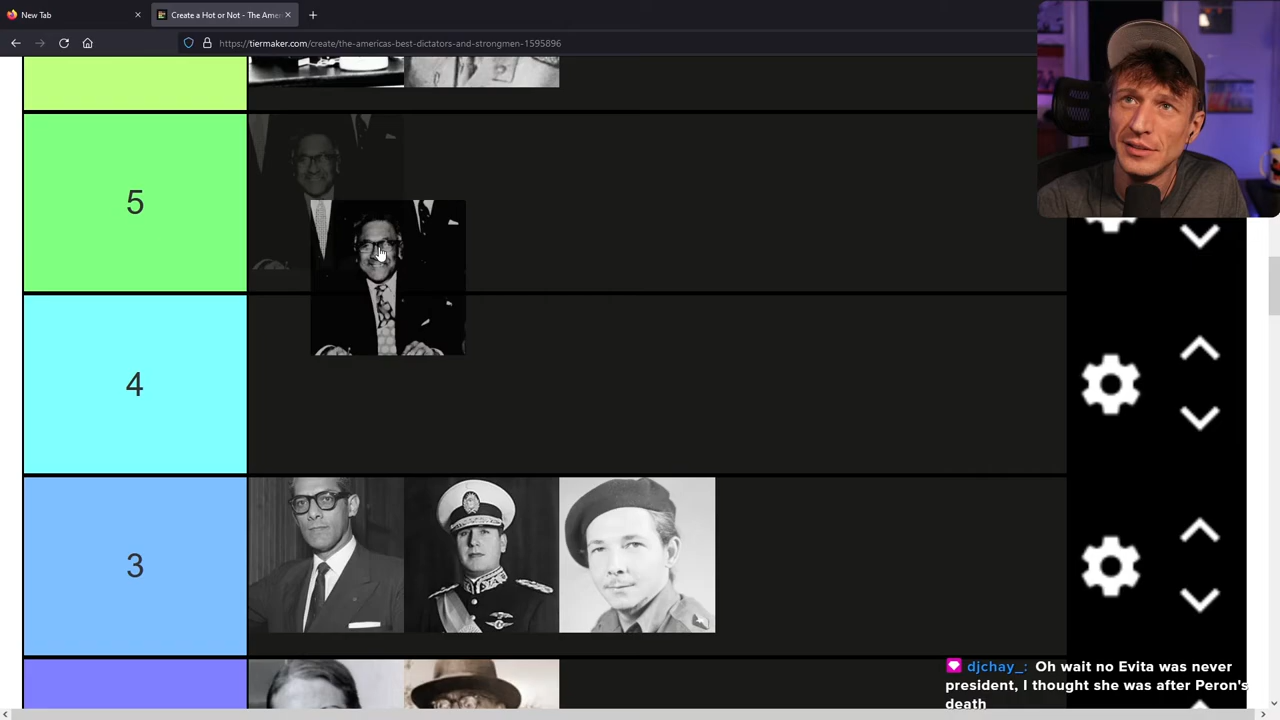 New Tab
Create a Hot or Not - The Ame
https://tiermaker.com/create/the-americas-best-dictators-and-strongmen-1595896
5
4
3
djchay_: Oh wait no Evita was never
president, I thought she was after Peron's
death